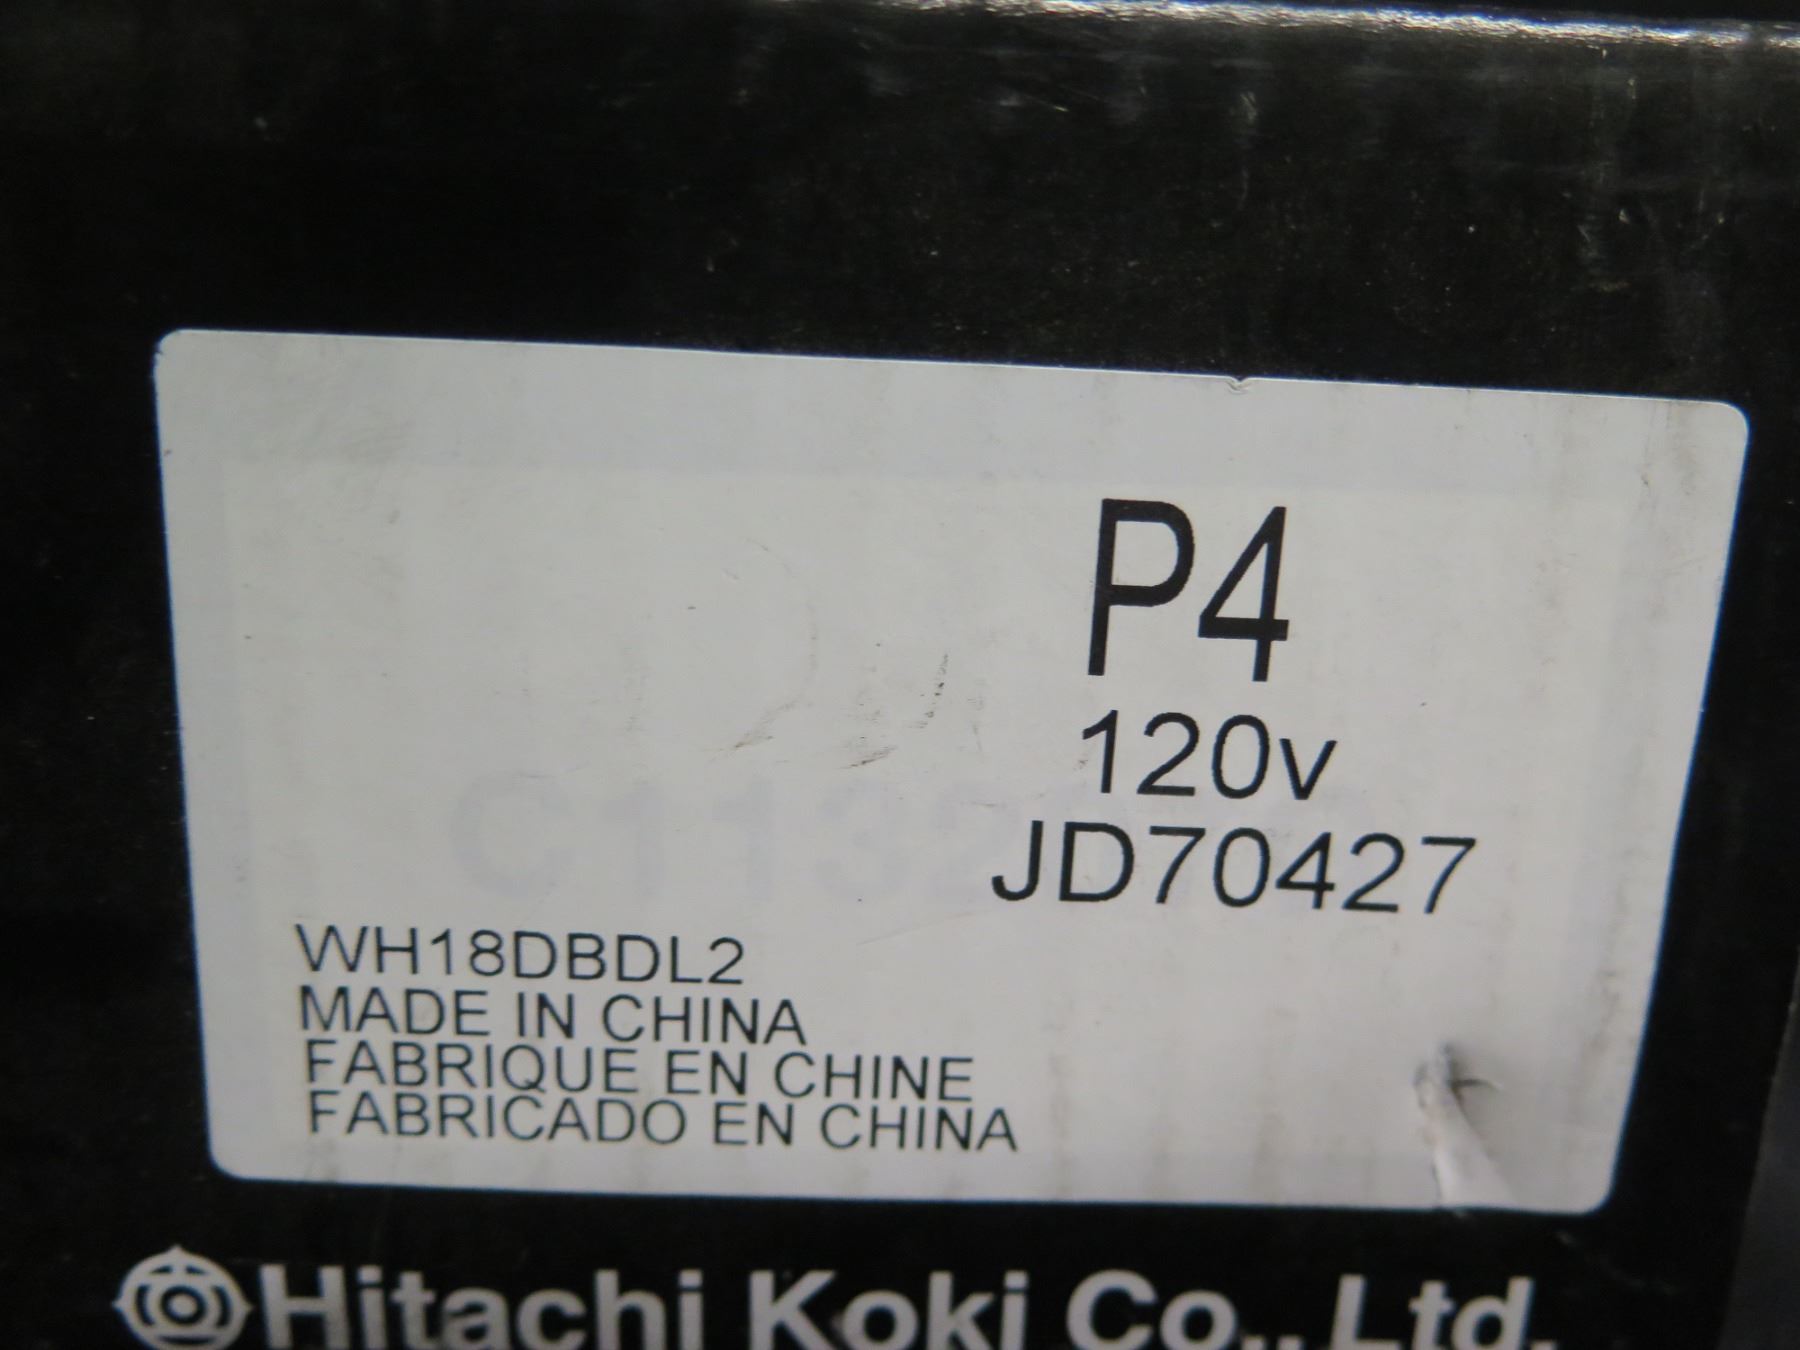 P4
120v
JD70427
WH18DBDL2
MADE IN CHINA
FABRIQUE EN CHINE
FABRICADO EN CHINA
Hitachi Koki Co., Ltd.